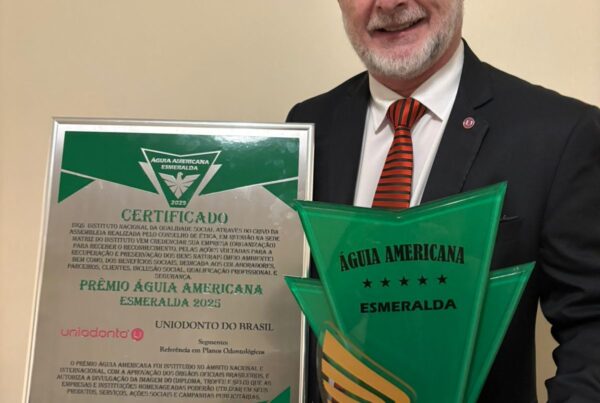 ÁGUIA AMERICANA
ESMERALDA
2025
CERTIFICADO
INSTITUTO NACIONAL DA QUALIDADE SOCIAL, ATRAVÉS DO CRIVO DA
ASSEMBLEIA REALIZADA PELO CONSELHO DE ÉTICA, EM REUNIÃO NA SEDE
MATRIZ DO INSTITUTO VEM CREDENCIAR SUA EMPRESA (ORGANIZAÇÃO)
PARA RECEBER O RECONHECIMENTO, PELAS AÇÕES VOLTADAS PARA A
RECUPERAÇÃO E PRESERVAÇÃO DOS BENS NATURAIS (MEIO AMBIENTE)
BEM COMO, DOS BENEFÍCIOS SOCIAIS, DEDICADA AOS COLABORADORES,
PARCEIROS, CLIENTES, INCLUSÃO SOCIAL, QUALIFICAÇÃO PROFISSIONAL E
SEGURANÇA.
PRÊMIO ÁGUIA AMERICANA
ESMERALDA 2025
uniodonto
UNIODONTO DO BRASIL
Segmento:
Referência em Planos Odontológicos
O PRÊMIO ÁGUIA AMERICANA FOI INSTITUÍDO NO ÂMBITO NACIONAL E
INTERNACIONAL, COM A APROVAÇÃO DOS ÓRGÃOS OFICIAIS BRASILEIROS, E
AUTORIZA A DIVULGAÇÃO DA IMAGEM DO DIPLOMA, TROFÉU E SELO QUE AS
EMPRESAS E INSTITUIÇÕES HOMENAGEADAS PODERÃO UTILIZAR EM SEUS
PRODUTOS, SERVIÇOS, AÇÕES SOCIAIS E CAMPANHAS PUBLICITÁRIAS.
ÁGUIA AMERICANA
ESMERALDA